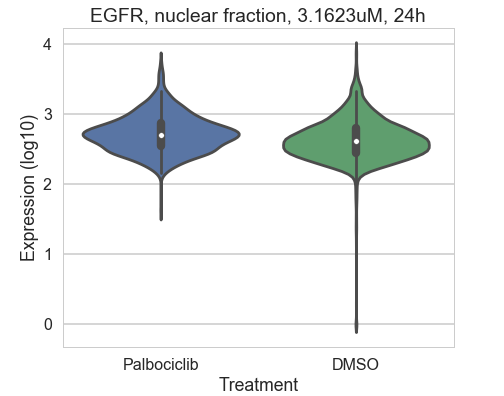 EGFR, nuclear fraction, 3.1623uM, 24h
4
3
2
1
0
Expression (log10)
Palbociclib
DMSO
Treatment